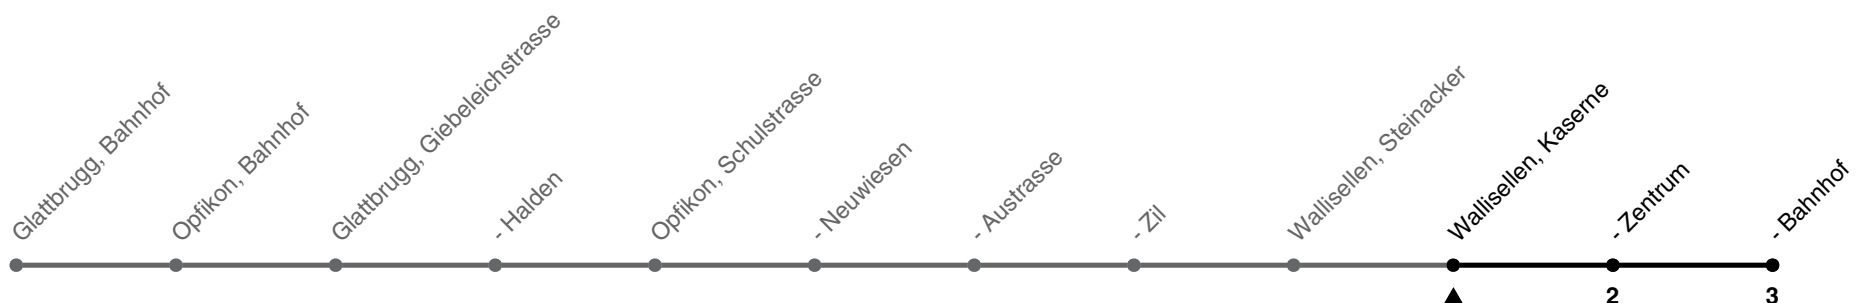 Glattbrugg, Bahnhof
Opfikon, Bahnhof
Glattbrugg, Giebeleichstrasse
- Halden
Opfikon, Schulstrasse
- Neuwiesen
- Austrasse
- Zil
Wallisellen, Steinacker
Wallisellen, Kaserne
- Zentrum
- Bahnhof
2
3